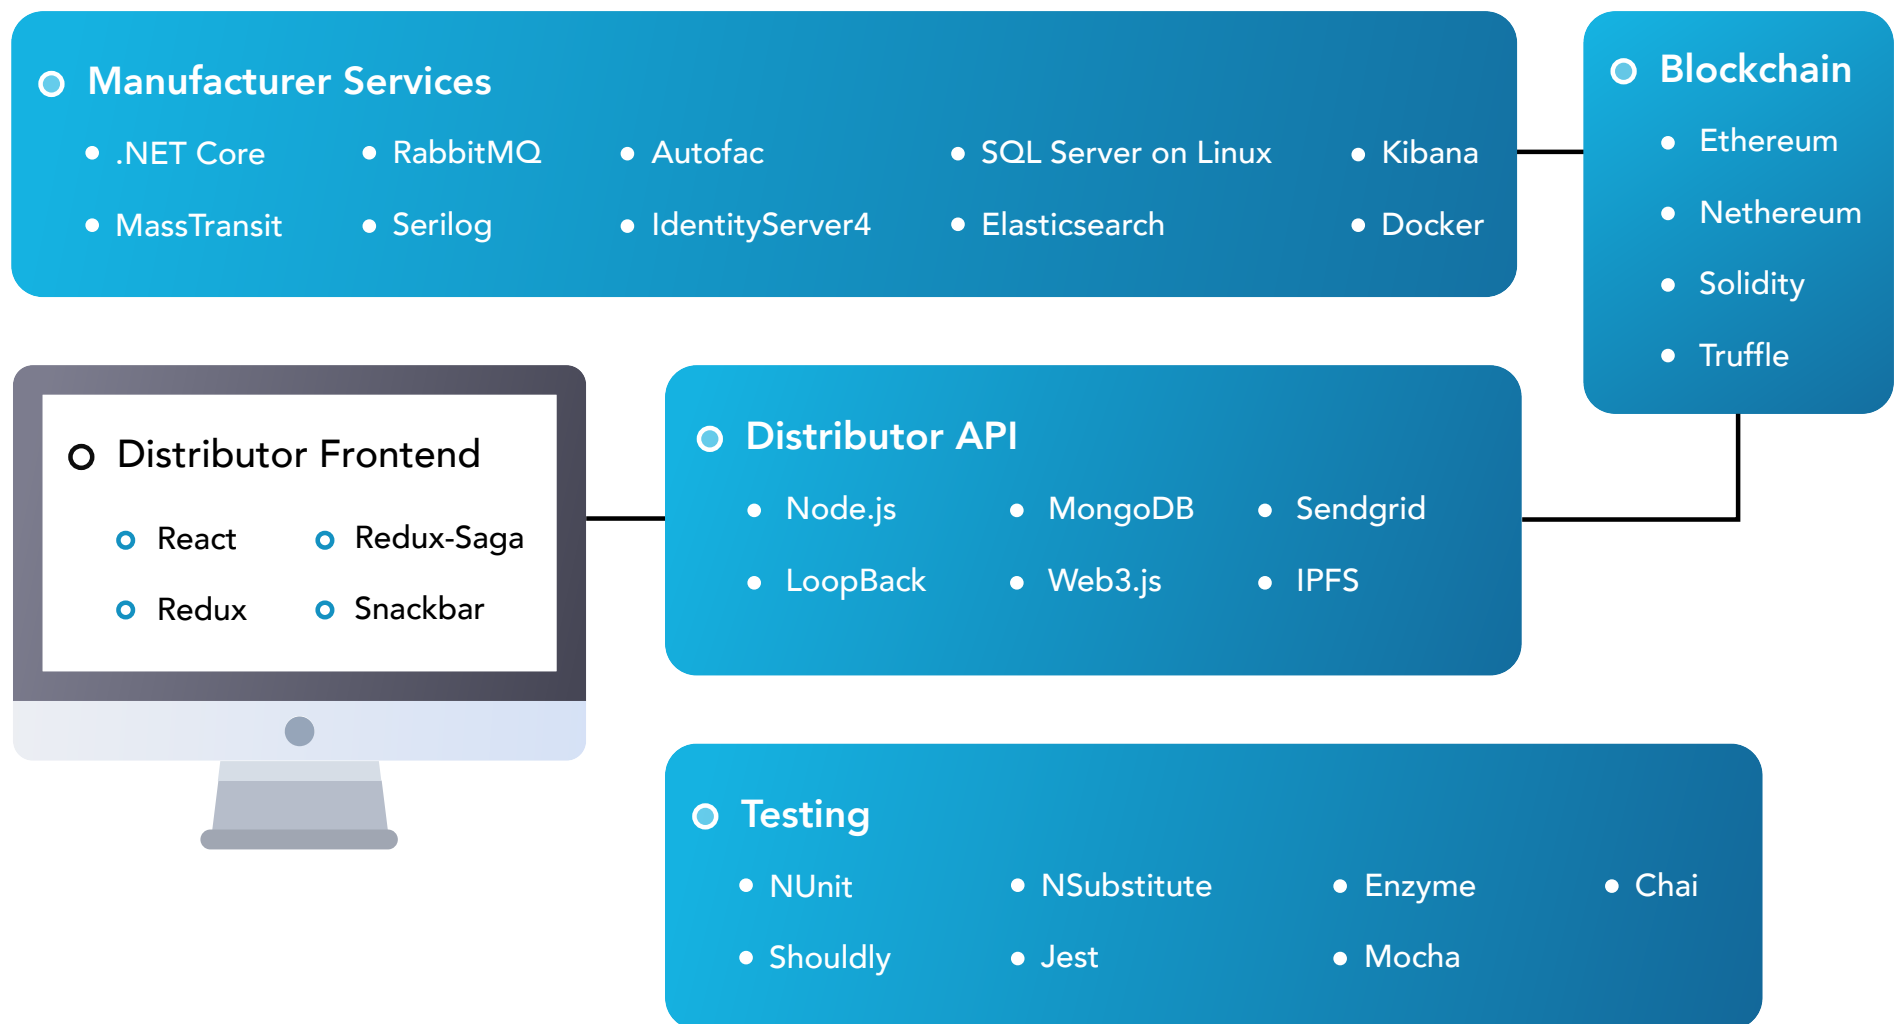 Manufacturer Services
.NET Core
RabbitMQ
Autofac
SQL Server on Linux
Kibana
MassTransit
Serilog
IdentityServer4
Elasticsearch
Docker
Blockchain
Ethereum
Nethereum
Solidity
Truffle
Distributor Frontend
React
Redux-Saga
Redux
Snackbar
Distributor API
Node.js
MongoDB
Sendgrid
LoopBack
Web3.js
IPFS
Testing
NUnit
NSubstitute
Enzyme
Chai
Shouldly
Jest
Mocha